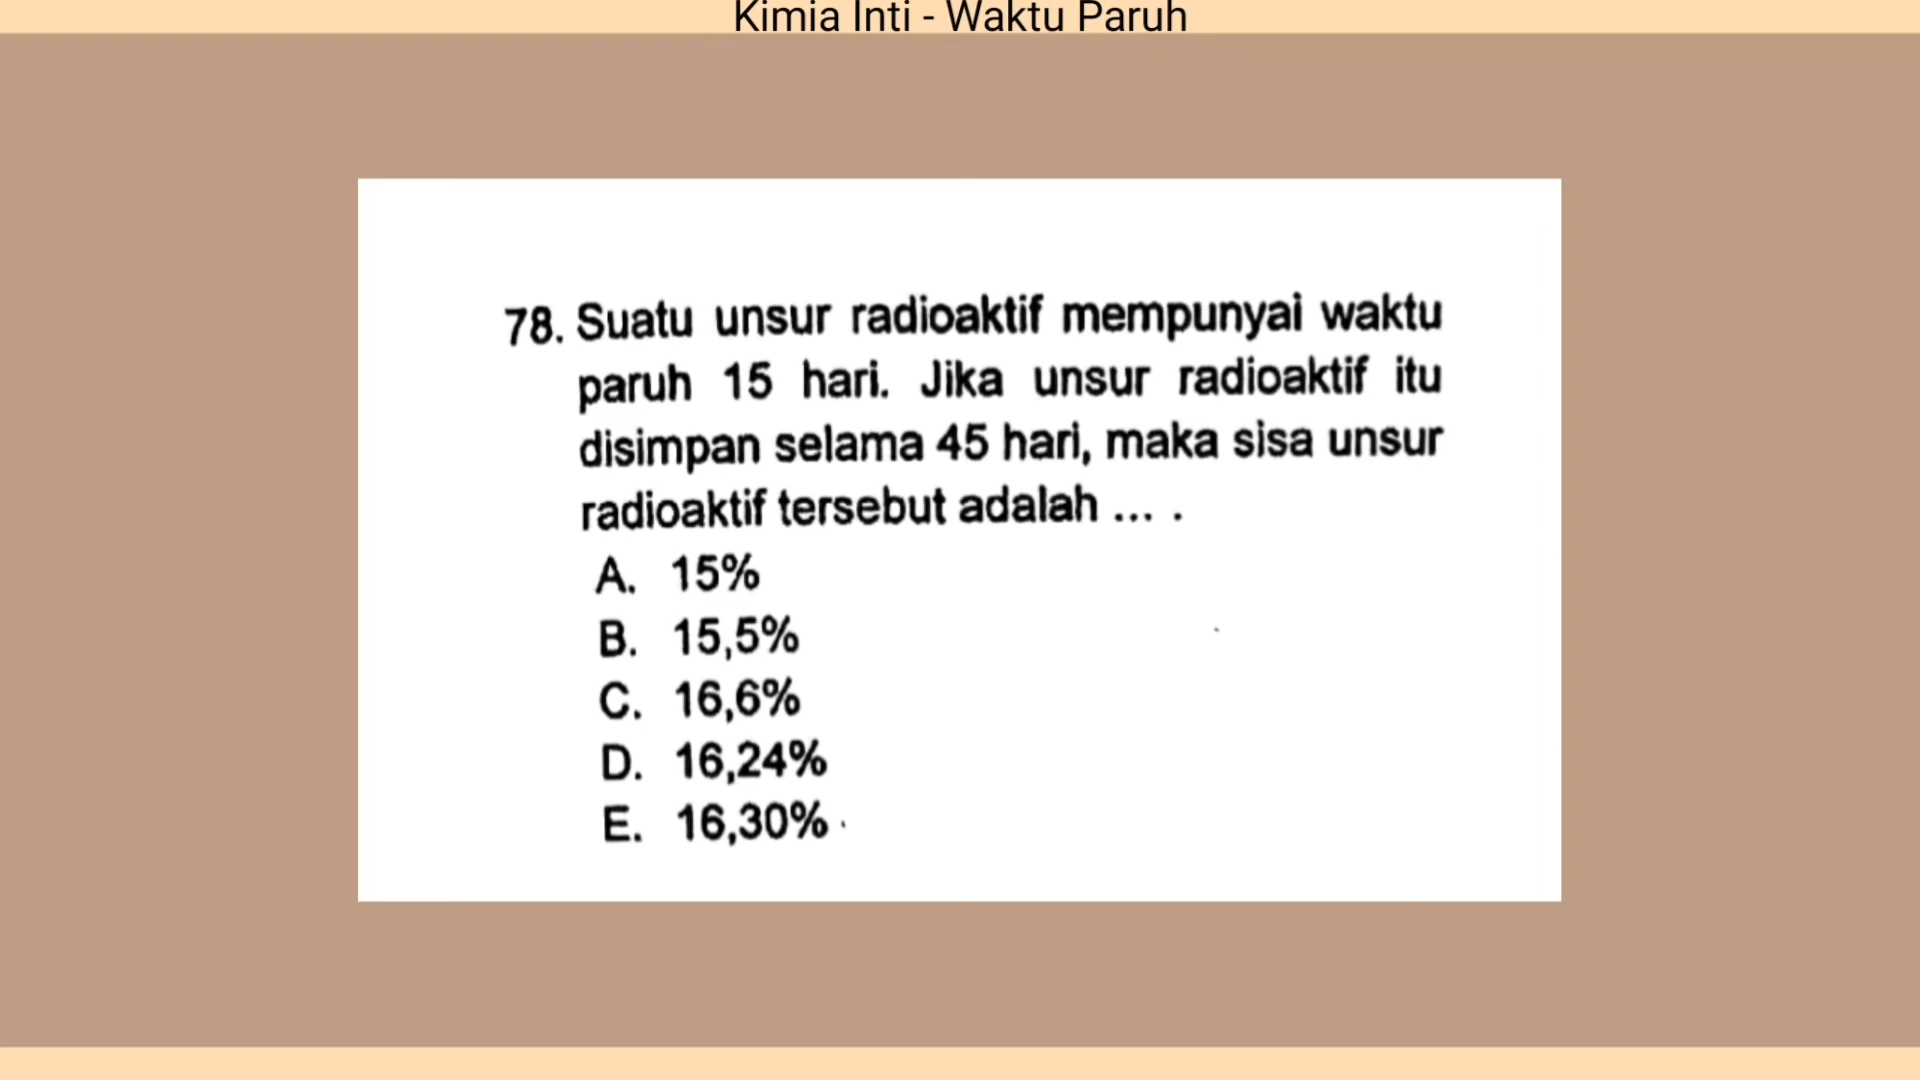 Kimia Inti - Waktu Paruh
78. Suatu unsur radioaktif mempunyai waktu
paruh 15 hari. Jika unsur radioaktif itu
disimpan selama 45 hari, maka sisa unsur
radioaktif tersebut adalah ... .
A. 15%
B. 15,5%
C. 16,6%
D. 16,24%
E. 16,30%